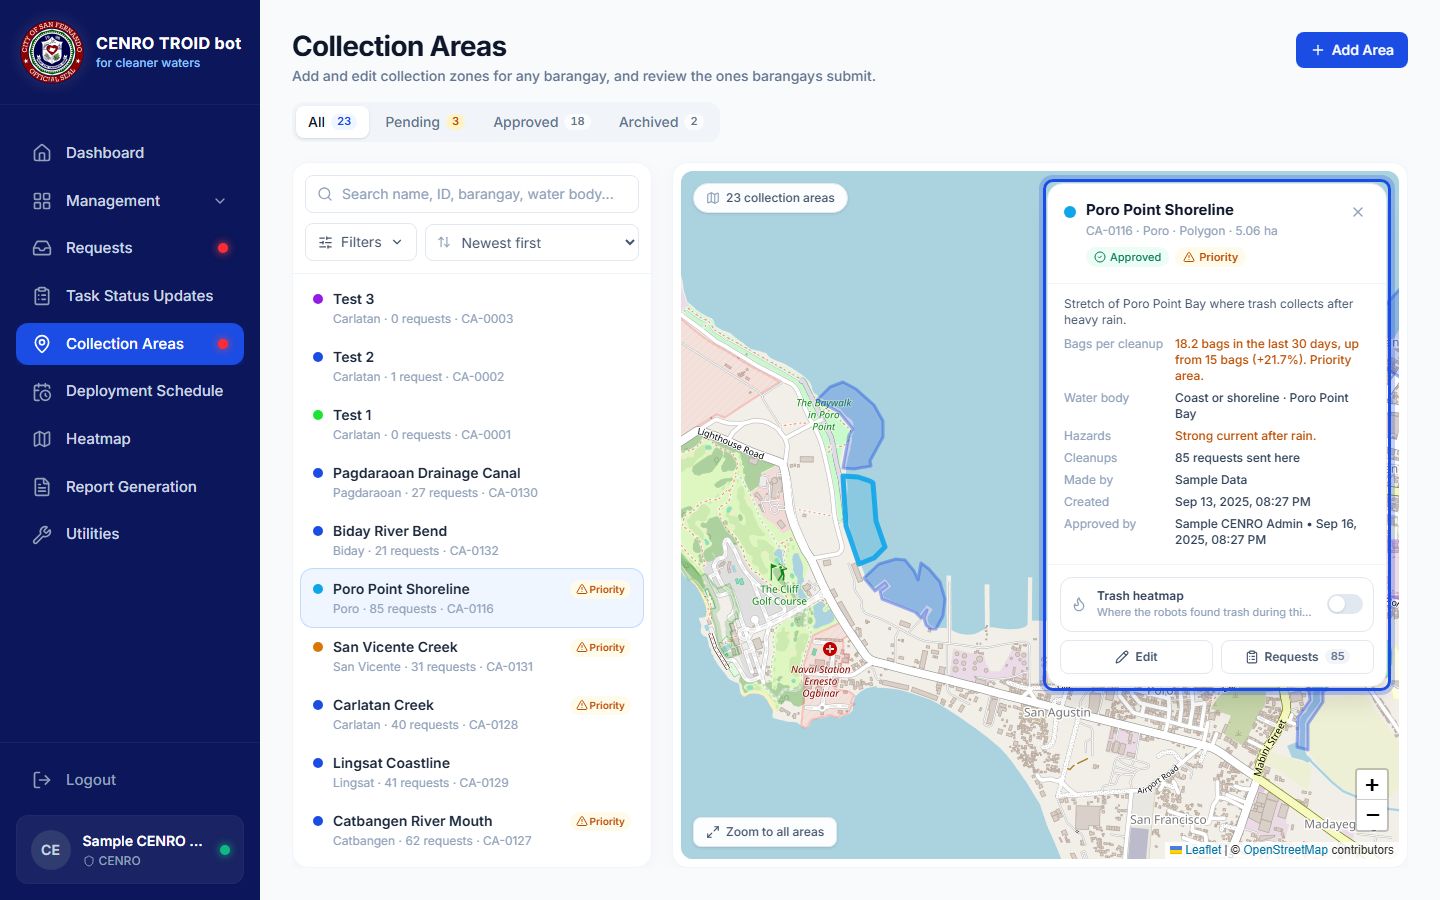 CITY OF SAN FERNANDO
OFFICIAL SEAL
CENRO TROID bot
for cleaner waters
Dashboard
Management
Requests
Task Status Updates
Collection Areas
Deployment Schedule
Heatmap
Report Generation
Utilities
Logout
CE
Sample CENRO ...
CENRO
Collection Areas
Add and edit collection zones for any barangay, and review the ones barangays submit.
+ Add Area
All 23
Pending 3
Approved 18
Archived 2
Search name, ID, barangay, water body...
Filters
Newest first
Test 3
Carlatan · 0 requests · CA-0003
Test 2
Carlatan · 1 request · CA-0002
Test 1
Carlatan · 0 requests · CA-0001
Pagdaraoan Drainage Canal
Pagdaraoan · 27 requests · CA-0130
Biday River Bend
Biday · 21 requests · CA-0132
Poro Point Shoreline
Priority
Poro · 85 requests · CA-0116
San Vicente Creek
Priority
San Vicente · 31 requests · CA-0131
Carlatan Creek
Priority
Carlatan · 40 requests · CA-0128
Lingsat Coastline
Lingsat · 41 requests · CA-0129
Catbangen River Mouth
Priority
Catbangen · 62 requests · CA-0127
23 collection areas
The Baywalk
in Poro
Point
Lighthouse Road
The Cliff
Golf Course
Naval Station
Ernesto
Ogbinar
San Agustin
Airport Road
San Francisco
Mabini Street
Zoom to all areas
+
−
Leaflet | © OpenStreetMap contributors
Poro Point Shoreline
CA-0116 · Poro · Polygon · 5.06 ha
Approved
Priority
Stretch of Poro Point Bay where trash collects after
heavy rain.
Bags per cleanup
18.2 bags in the last 30 days, up
from 15 bags (+21.7%). Priority
area.
Water body
Coast or shoreline · Poro Point
Bay
Hazards
Strong current after rain.
Cleanups
85 requests sent here
Made by
Sample Data
Created
Sep 13, 2025, 08:27 PM
Approved by
Sample CENRO Admin • Sep 16,
2025, 08:27 PM
Trash heatmap
Where the robots found trash during thi...
Edit
Requests 85